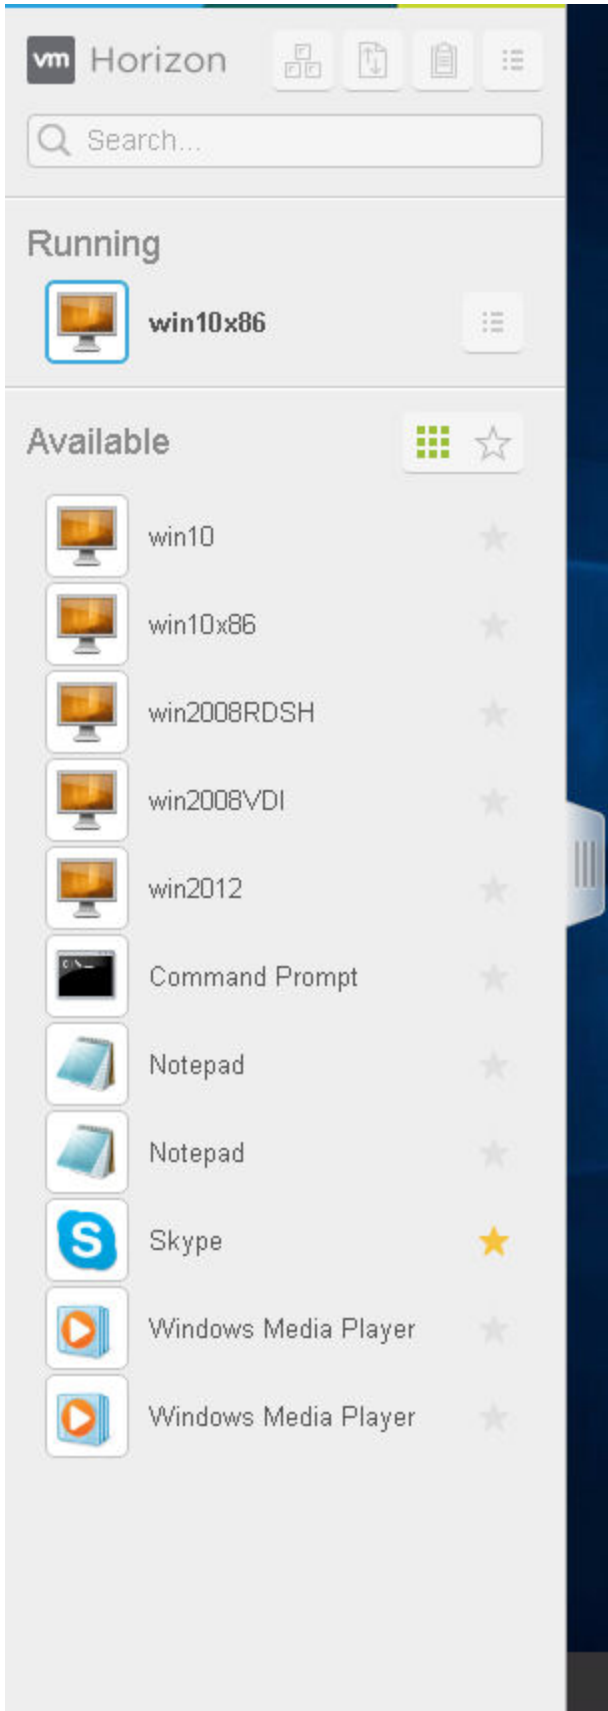 vm Horizon
Search...
Running
win10x86
Available
win10
win10x86
win2008RDSH
win2008VDI
win2012
C:\_
Command Prompt
Notepad
Notepad
Skype
Windows Media Player
Windows Media Player